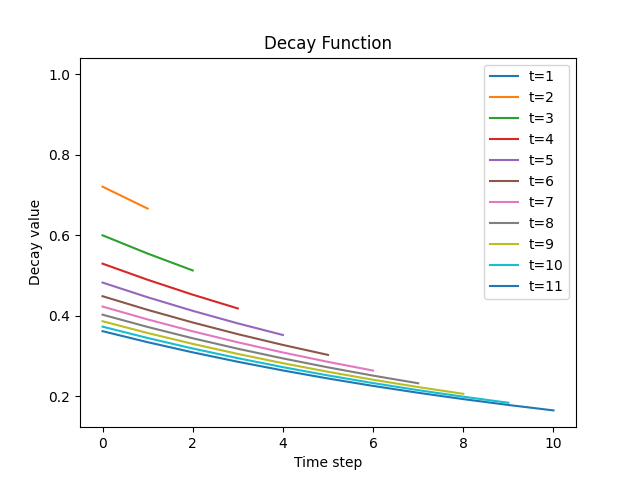 Decay Function
Decay value
1.0
0.8
0.6
0.4
0.2
t=1
t=2
t=3
t=4
t=5
t=6
t=7
t=8
t=9
t=10
t=11
0 2 4 6 8 10
Time step